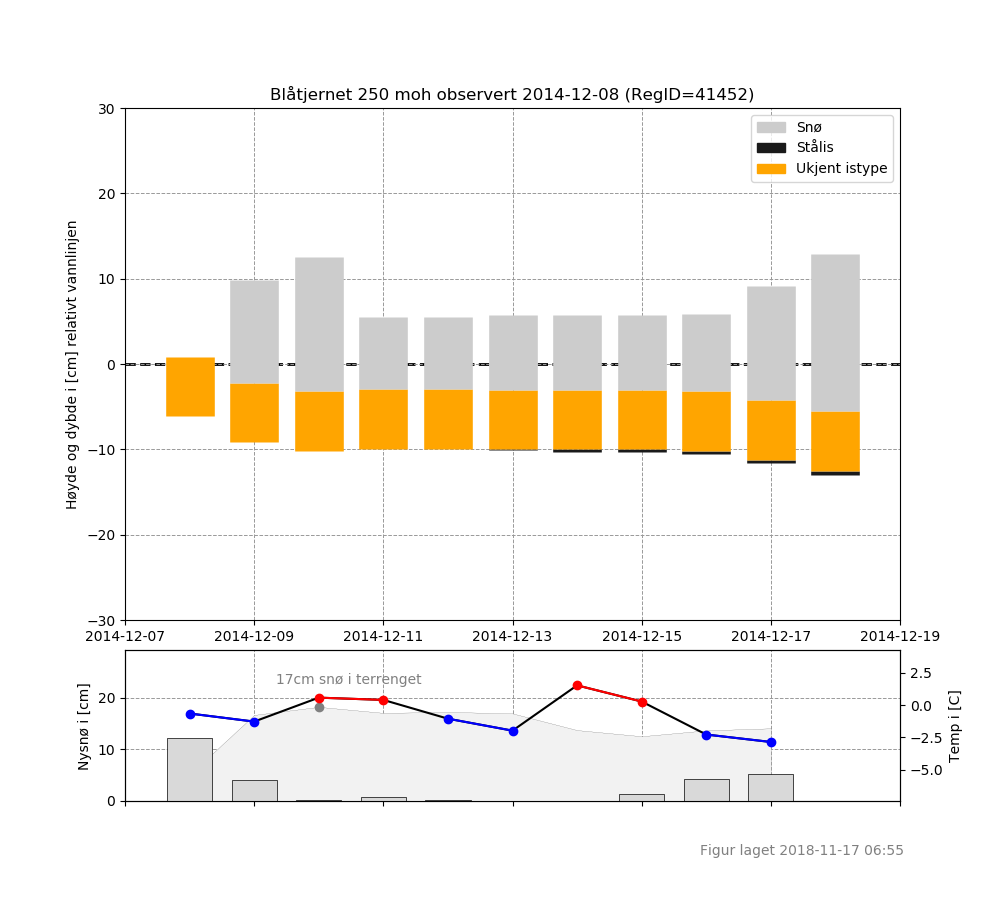 Blåtjernet 250 moh observert 2014-12-08 (RegID=41452)
Snø
Stålis
Ukjent istype
Høyde og dybde i [cm] relativt vannlinjen
30
20
10
0
−10
−20
−30
2014-12-07 2014-12-09 2014-12-11 2014-12-13 2014-12-15 2014-12-17 2014-12-19
17cm snø i terrenget
Nysnø i [cm]
20
10
0
2.5
0.0
−2.5
−5.0
Temp i [C]
Figur laget 2018-11-17 06:55